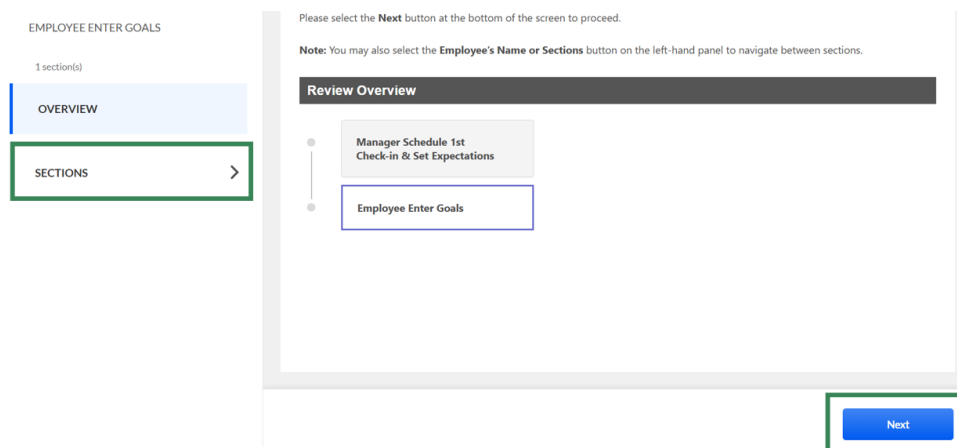 EMPLOYEE ENTER GOALS
1 section(s)
OVERVIEW
SECTIONS
Please select the Next button at the bottom of the screen to proceed.
Note: You may also select the Employee's Name or Sections button on the left-hand panel to navigate between sections.
Review Overview
Manager Schedule 1st
Check-in & Set Expectations
Employee Enter Goals
Next